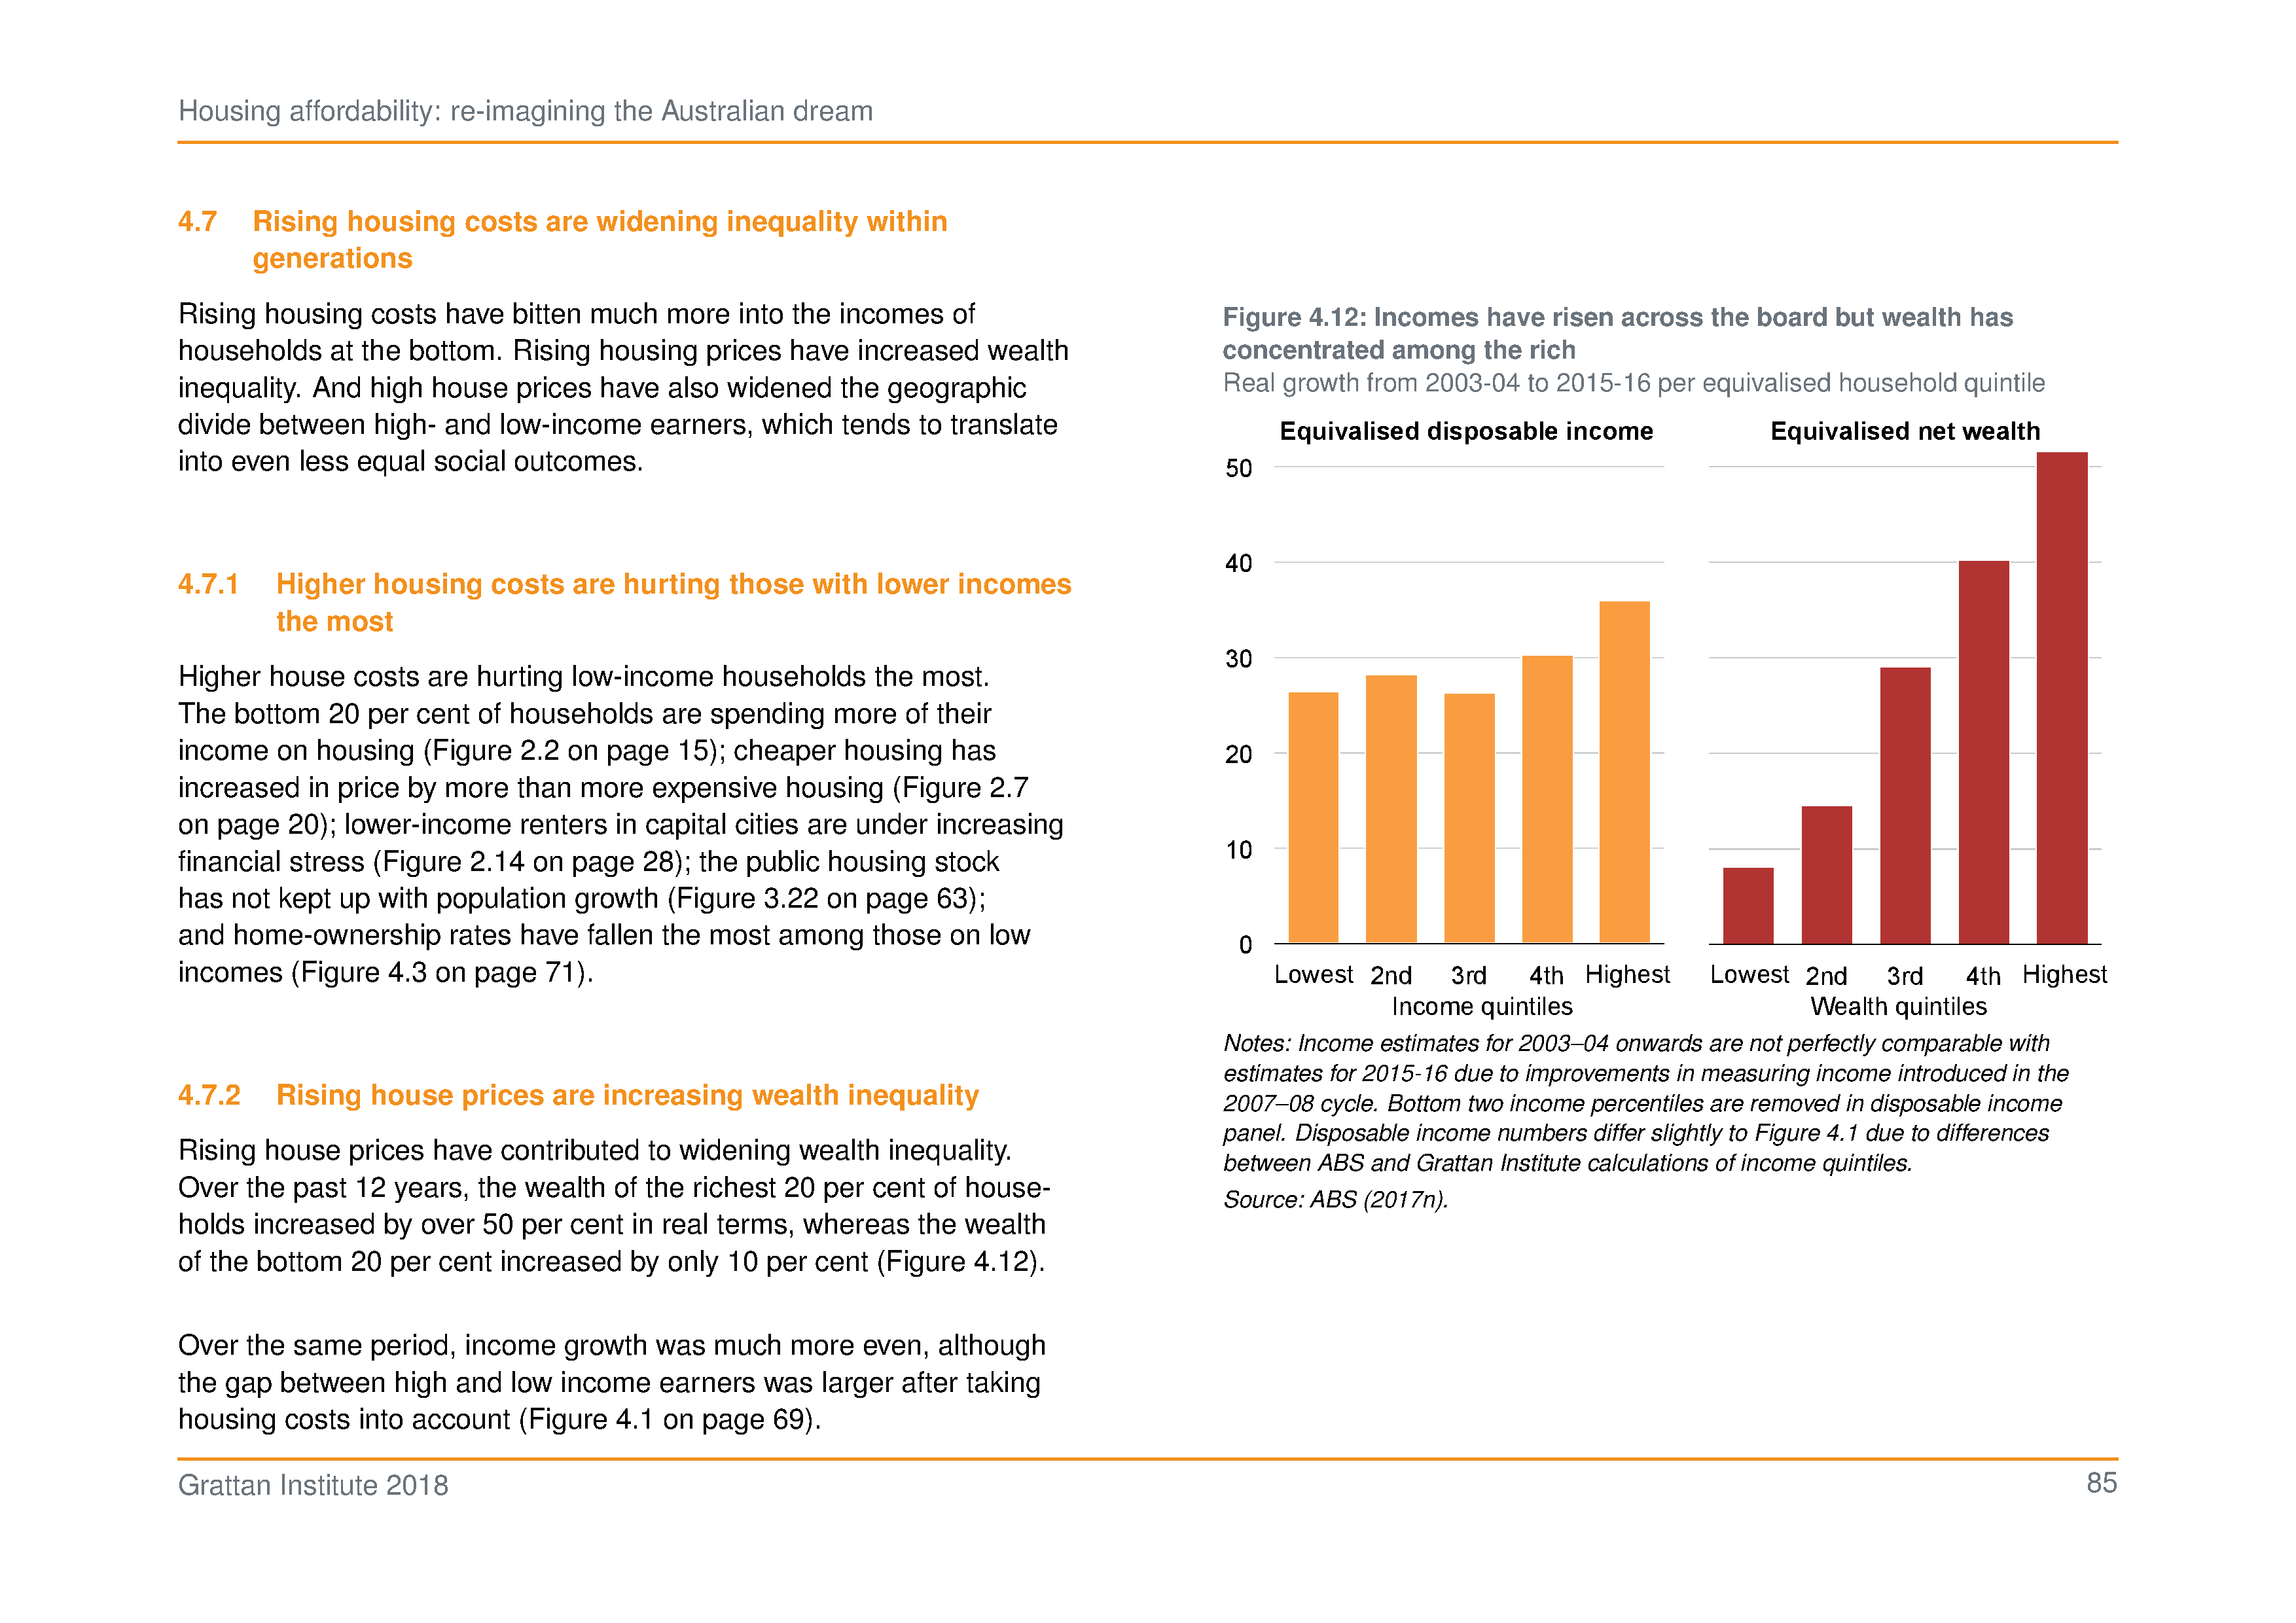 Housing affordability: re-imagining the Australian dream
4.7 Rising housing costs are widening inequality within
generations
Rising housing costs have bitten much more into the incomes of
households at the bottom. Rising housing prices have increased wealth
inequality. And high house prices have also widened the geographic
divide between high- and low-income earners, which tends to translate
into even less equal social outcomes.
4.7.1 Higher housing costs are hurting those with lower incomes
the most
Higher house costs are hurting low-income households the most.
The bottom 20 per cent of households are spending more of their
income on housing (Figure 2.2 on page 15); cheaper housing has
increased in price by more than more expensive housing (Figure 2.7
on page 20); lower-income renters in capital cities are under increasing
financial stress (Figure 2.14 on page 28); the public housing stock
has not kept up with population growth (Figure 3.22 on page 63);
and home-ownership rates have fallen the most among those on low
incomes (Figure 4.3 on page 71).
4.7.2 Rising house prices are increasing wealth inequality
Rising house prices have contributed to widening wealth inequality.
Over the past 12 years, the wealth of the richest 20 per cent of house-
holds increased by over 50 per cent in real terms, whereas the wealth
of the bottom 20 per cent increased by only 10 per cent (Figure 4.12).
Over the same period, income growth was much more even, although
the gap between high and low income earners was larger after taking
housing costs into account (Figure 4.1 on page 69).
Figure 4.12: Incomes have risen across the board but wealth has
concentrated among the rich
Real growth from 2003-04 to 2015-16 per equivalised household quintile
Equivalised disposable income Equivalised net wealth
50
40
30
20
10
0
Lowest 2nd 3rd 4th Highest Lowest 2nd 3rd 4th Highest
Income quintiles Wealth quintiles
Notes: Income estimates for 2003–04 onwards are not perfectly comparable with
estimates for 2015-16 due to improvements in measuring income introduced in the
2007–08 cycle. Bottom two income percentiles are removed in disposable income
panel. Disposable income numbers differ slightly to Figure 4.1 due to differences
between ABS and Grattan Institute calculations of income quintiles.
Source: ABS (2017n).
Grattan Institute 2018 85